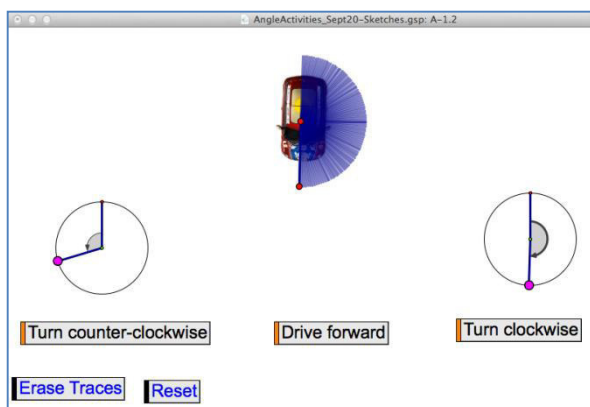 AngleActivities_Sept20-Sketches.gsp: A-1.2
Turn counter-clockwise
Drive forward
Turn clockwise
Erase Traces
Reset